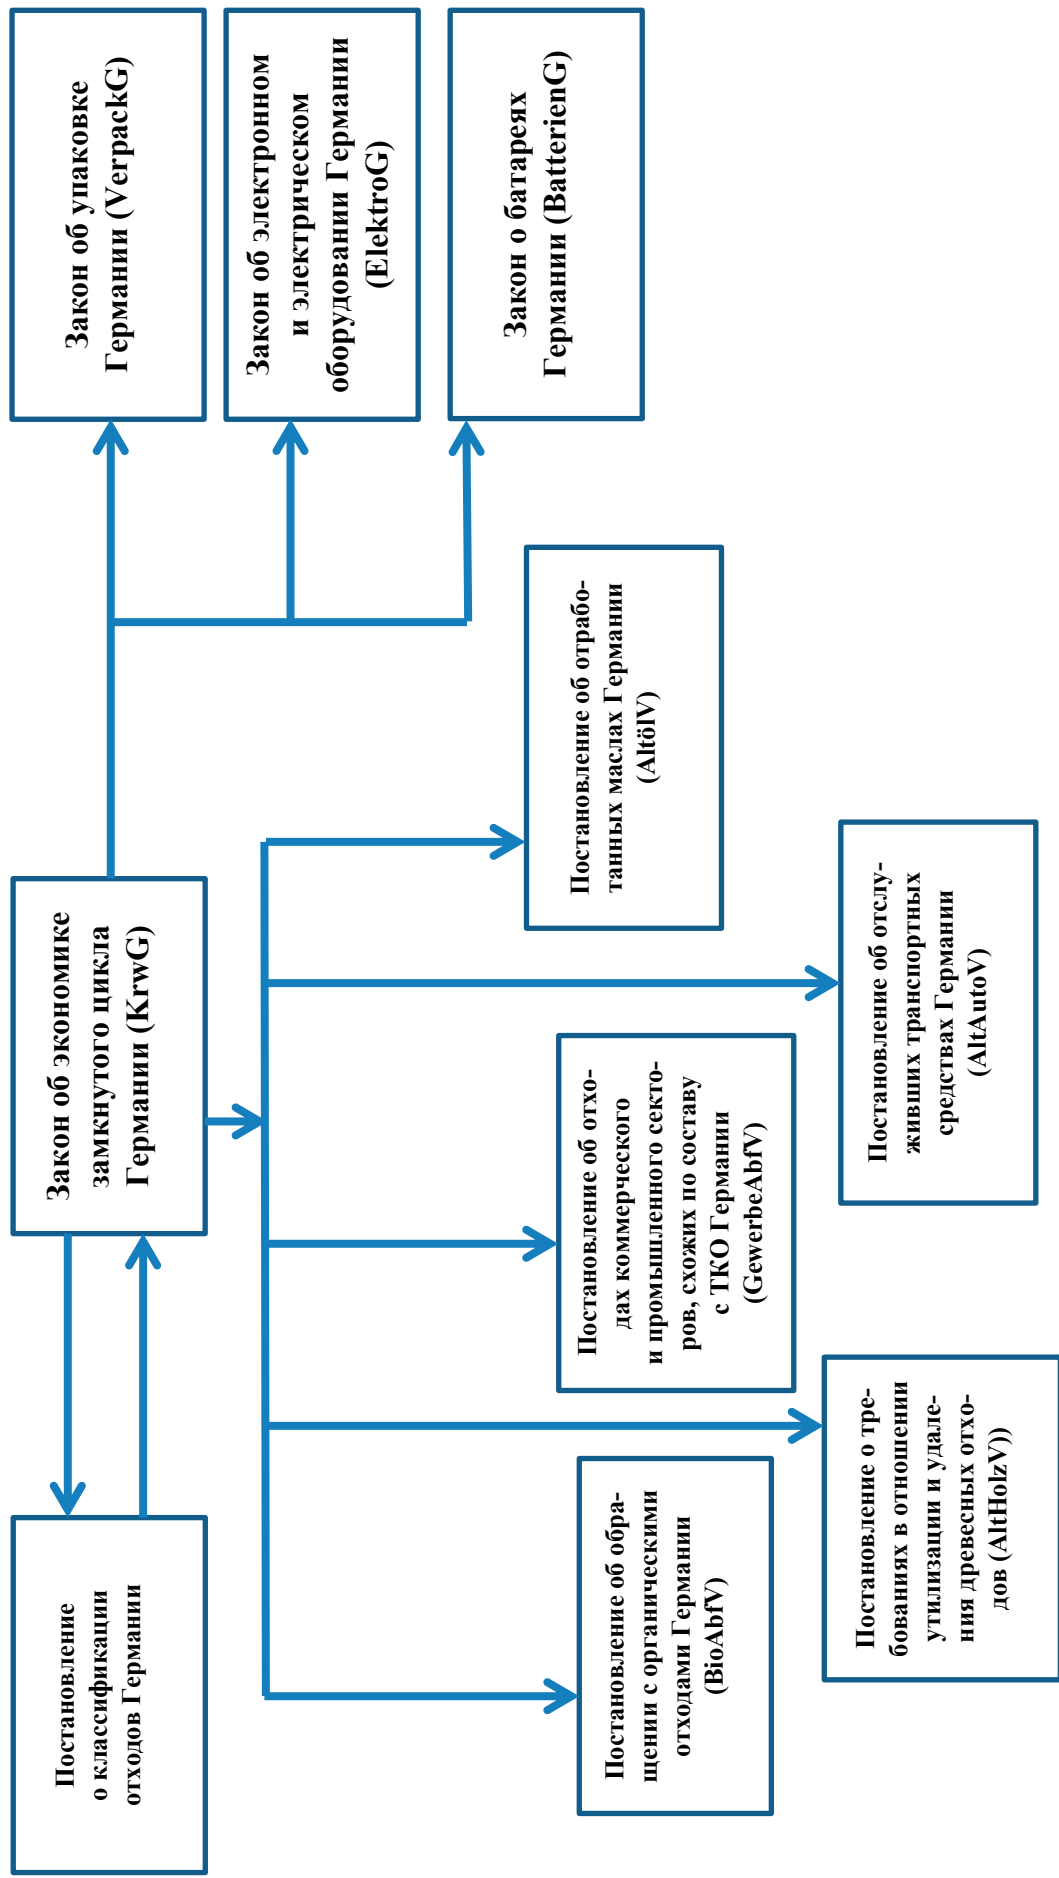 Постановление
о классификации
отходов Германии
Закон об экономике
замкнутого цикла
Германии (KrwG)
Закон об упаковке
Германии (VerpackG)
Закон об электронном
и электрическом
оборудовании Германии
(ElektroG)
Закон о батареях
Германии (BatterienG)
Постановление об обра-
щении с органическими
отходами Германии
(BioAbfV)
Постановление о тре-
бованиях в отношении
утилизации и удале-
ния древесных отхо-
дов (AltHolzV))
Постановление об отхо-
дах коммерческого
и промышленного секто-
ров, схожих по составу
с ТКО Германии
(GewerbeAbfV)
Постановление об отслу-
живших транспортных
средствах Германии
(AltAutoV)
Постановление об отрабо-
танных маслах Германии
(AltölV)